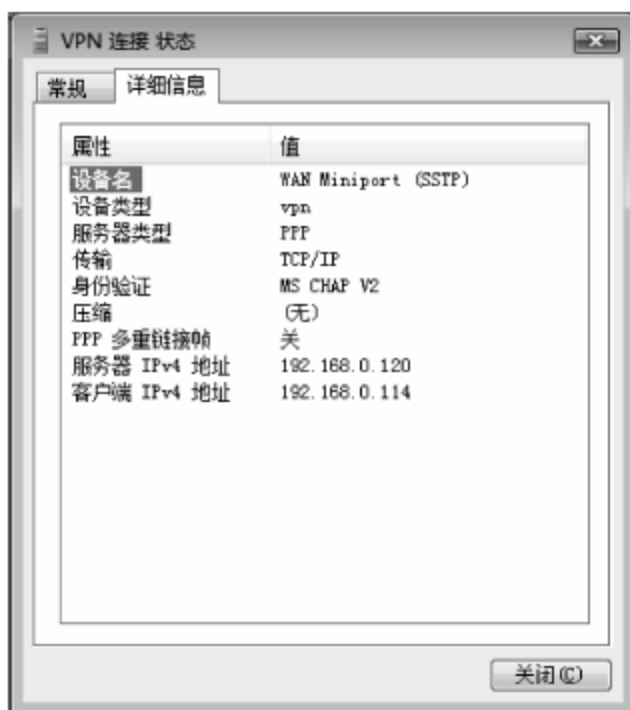 VPN 连接 状态
常规 详细信息
属性 值
设备名 WAN Miniport (SSTP)
设备类型 vpn
服务器类型 PPP
传输 TCP/IP
身份验证 MS CHAP V2
压缩 (无)
PPP 多重链接帧 关
服务器 IPv4 地址 192.168.0.120
客户端 IPv4 地址 192.168.0.114
关闭(C)